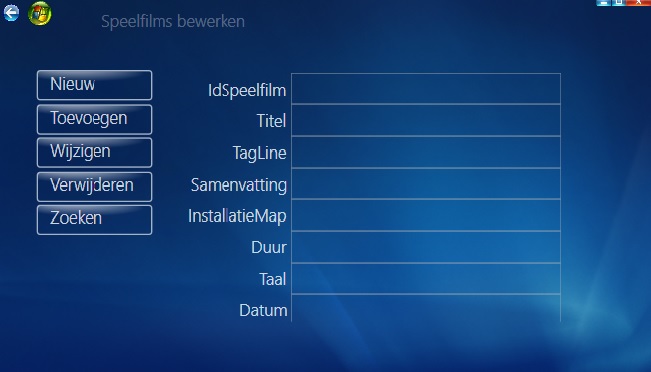 Speelfilms bewerken
Nieuw
Toevoegen
Wijzigen
Verwijderen
Zoeken
IdSpeelfilm
Titel
TagLine
Samenvatting
InstallatieMap
Duur
Taal
Datum